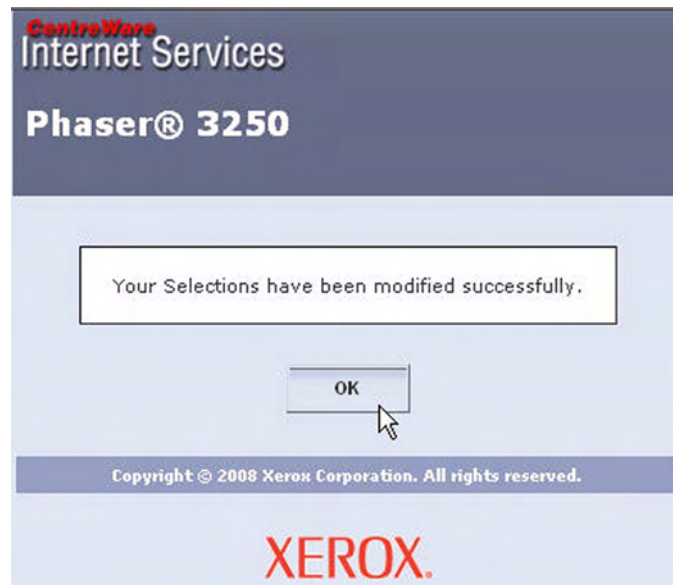 CentreWare
Internet Services
Phaser® 3250
Your Selections have been modified successfully.
OK
Copyright © 2008 Xerox Corporation. All rights reserved.
XEROX.